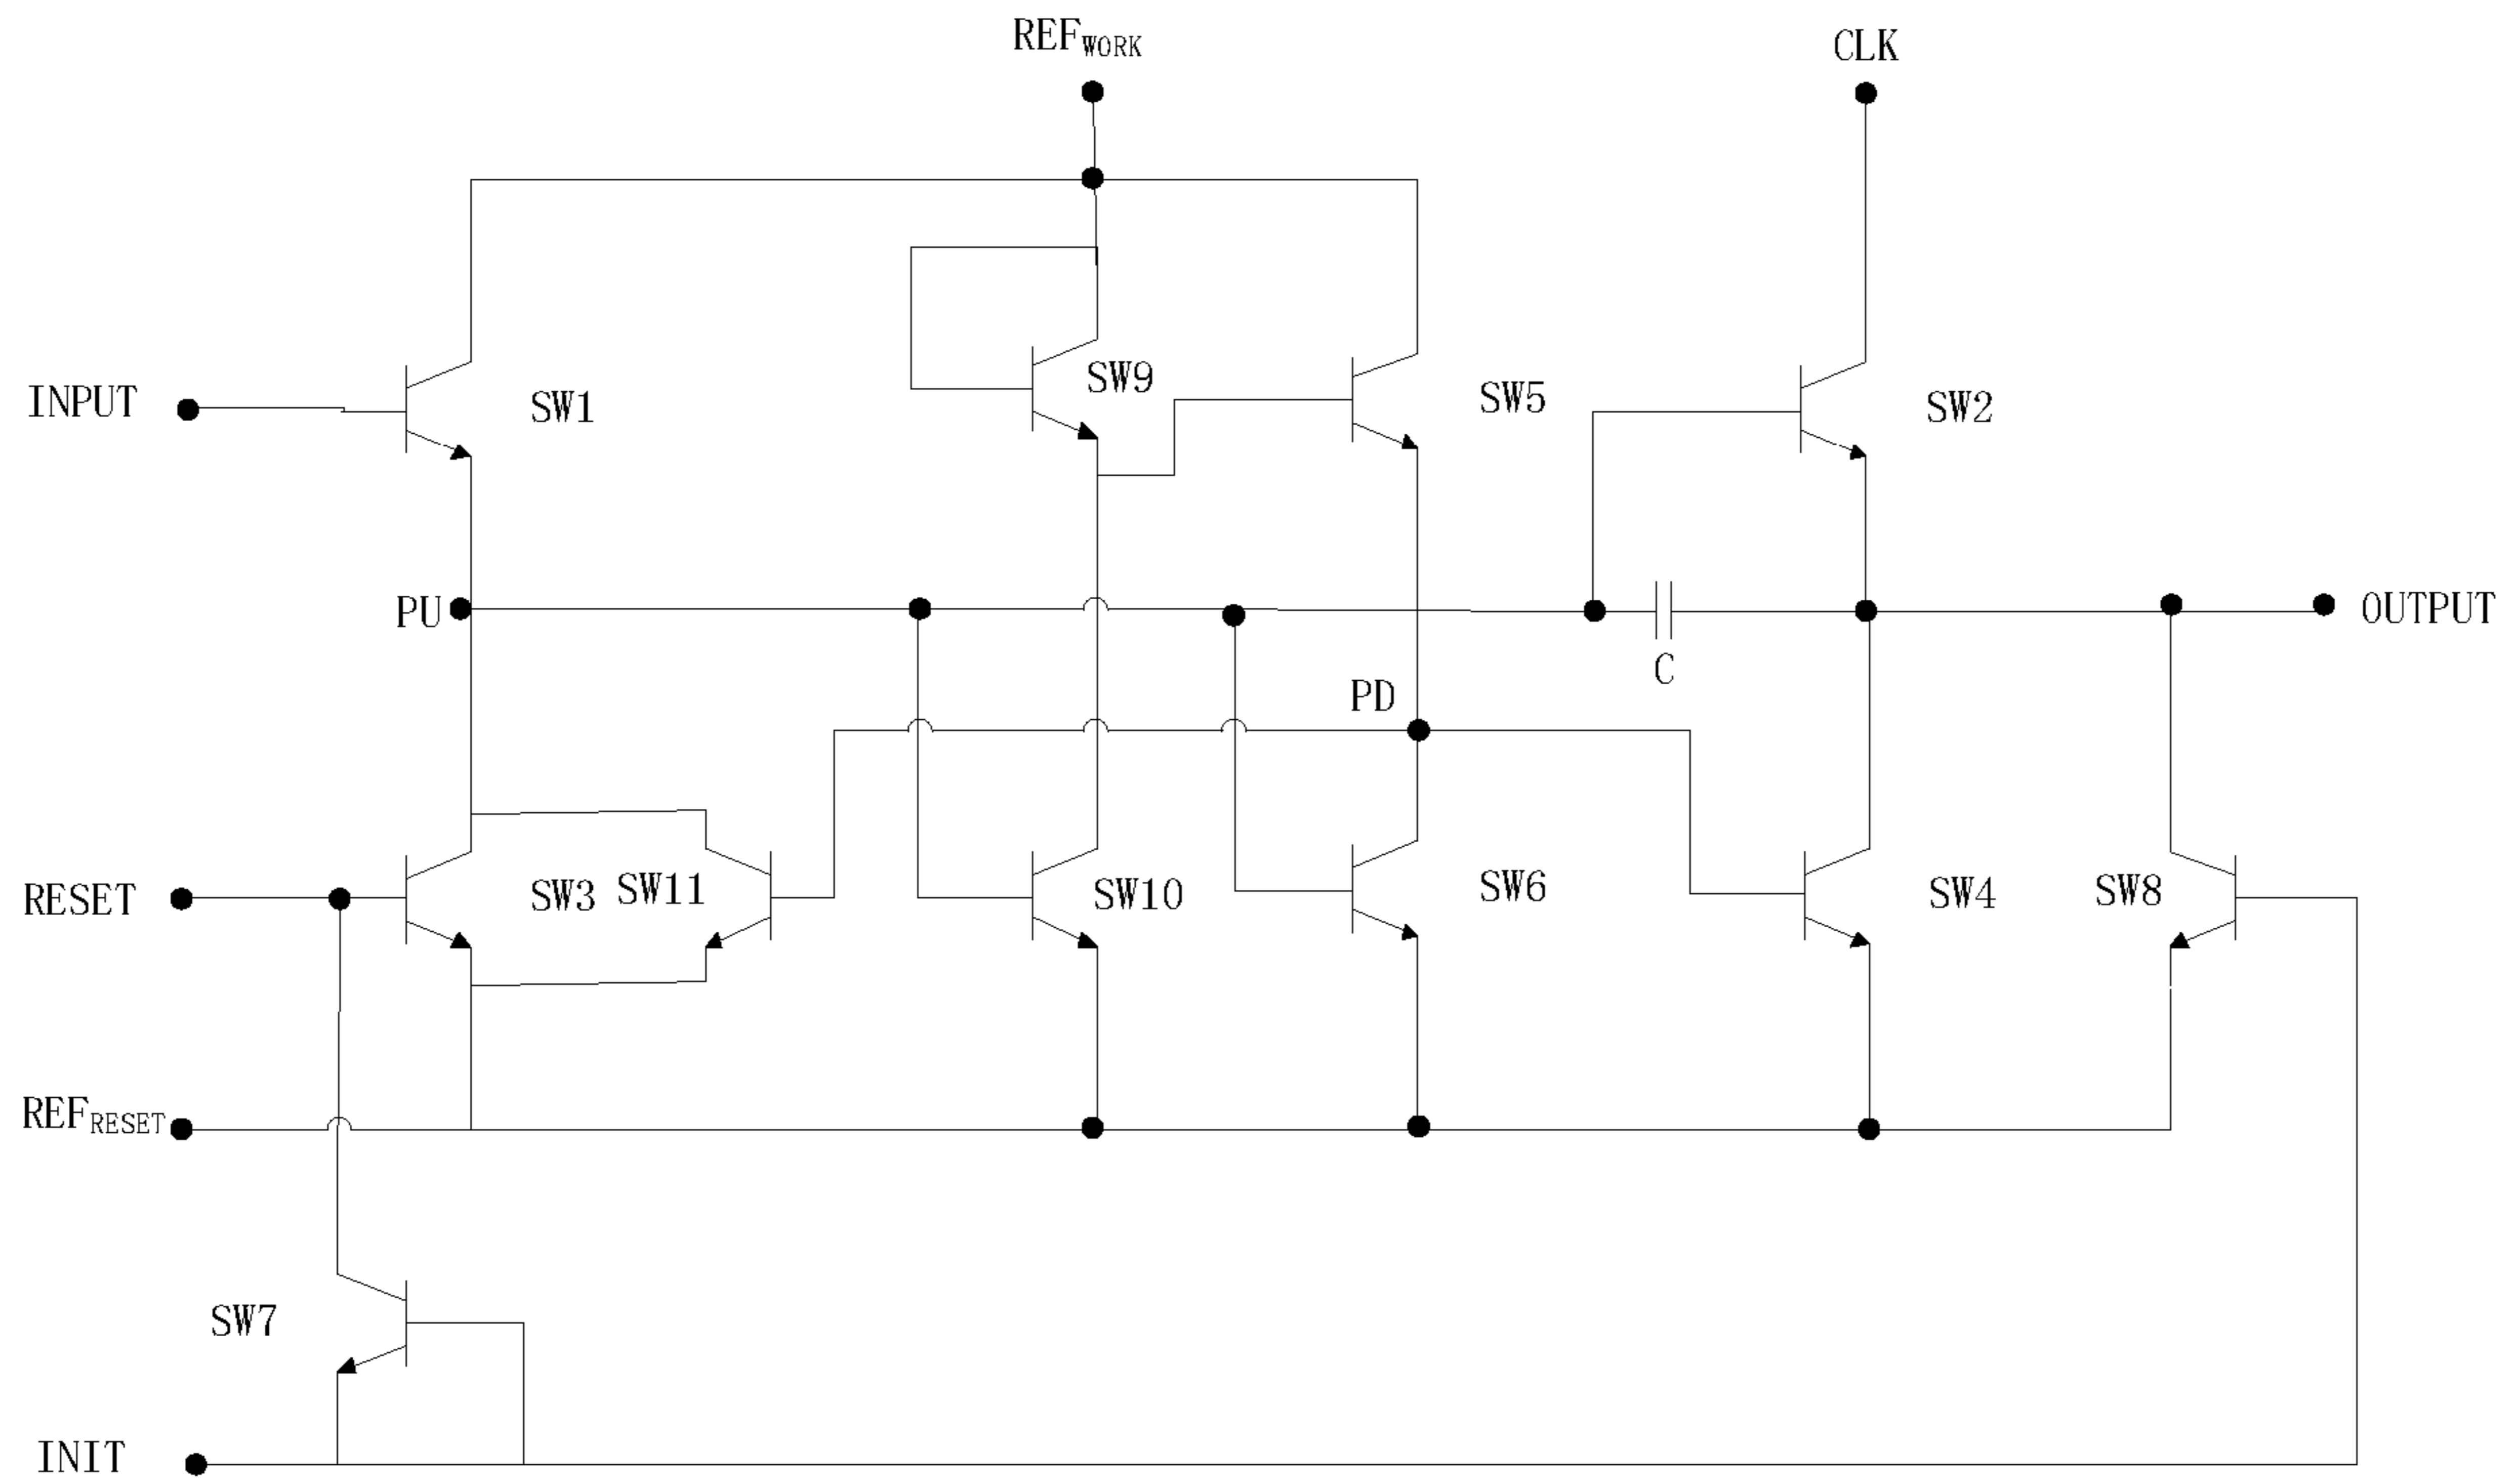 REFWORK
CLK
INPUT
SW1
SW9
SW5
SW2
PU
OUTPUT
C
PD
RESET
SW3
SW11
SW10
SW6
SW4
SW8
REFRESET
SW7
INIT